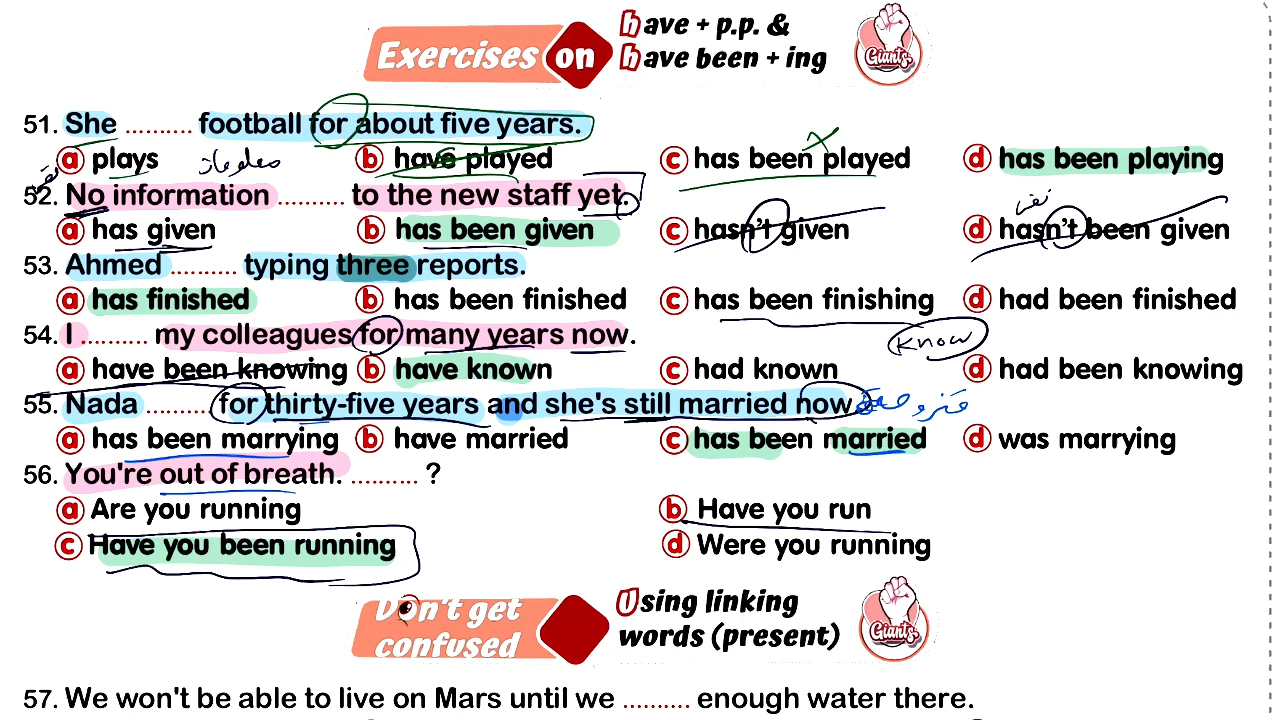 Exercises on have + p.p. &
have been + ing
Giants
51. She .......... football for about five years.
a plays معلومات b have played c has been played d has been playing
52. No information .......... to the new staff yet.
نفي
a has given b has been given c hasn't given d hasn't been given
53. Ahmed .......... typing three reports.
a has finished b has been finished c has been finishing d had been finished
54. I .......... my colleagues for many years now.
know
a have been knowing b have known c had known d had been knowing
55. Nada .......... for thirty-five years and she's still married now. متزوجة
a has been marrying b have married c has been married d was marrying
56. You're out of breath. .......... ?
a Are you running b Have you run
c Have you been running d Were you running
Don't get confused
Using linking
words (present)
Giants
57. We won't be able to live on Mars until we .......... enough water there.